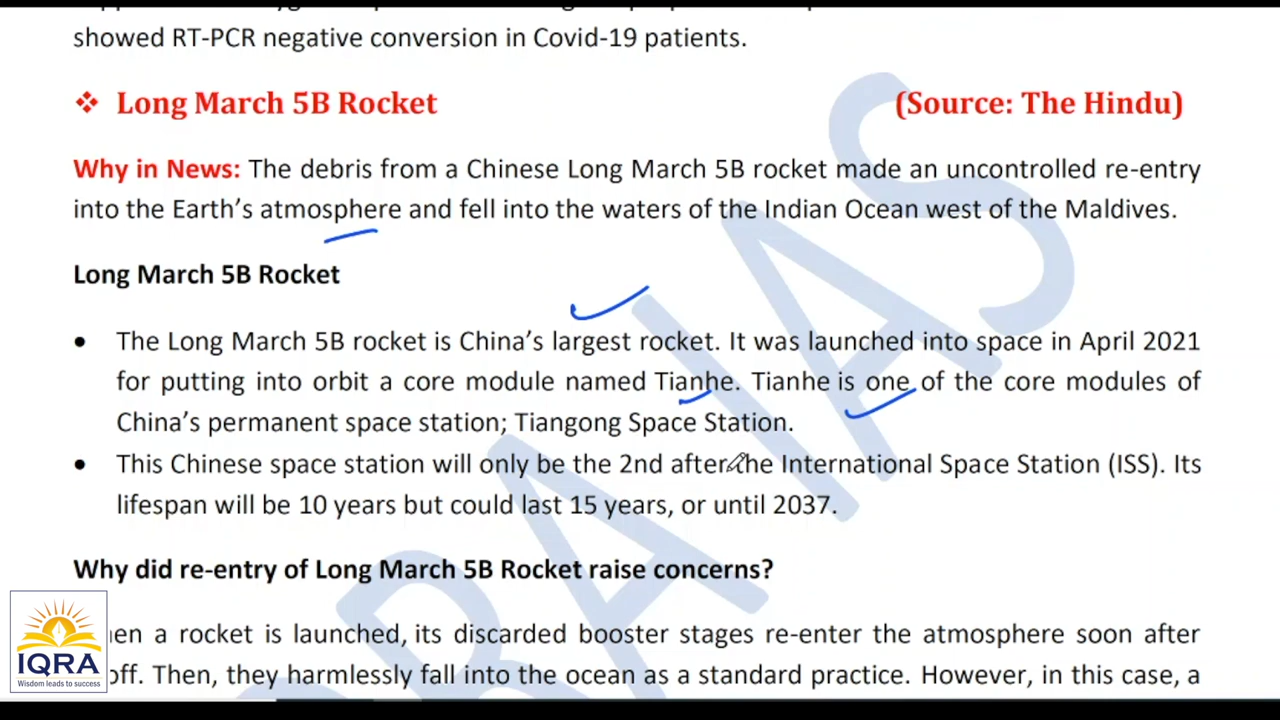 showed RT-PCR negative conversion in Covid-19 patients.
❖ Long March 5B Rocket (Source: The Hindu)
Why in News: The debris from a Chinese Long March 5B rocket made an uncontrolled re-entry
into the Earth's atmosphere and fell into the waters of the Indian Ocean west of the Maldives.
Long March 5B Rocket
• The Long March 5B rocket is China's largest rocket. It was launched into space in April 2021
for putting into orbit a core module named Tianhe. Tianhe is one of the core modules of
China's permanent space station; Tiangong Space Station.
• This Chinese space station will only be the 2nd after the International Space Station (ISS). Its
lifespan will be 10 years but could last 15 years, or until 2037.
Why did re-entry of Long March 5B Rocket raise concerns?
a rocket is launched, its discarded booster stages re-enter the atmosphere soon after
Then, they harmlessly fall into the ocean as a standard practice. However, in this case, a
IQRA
Wisdom leads to success
RA IAS